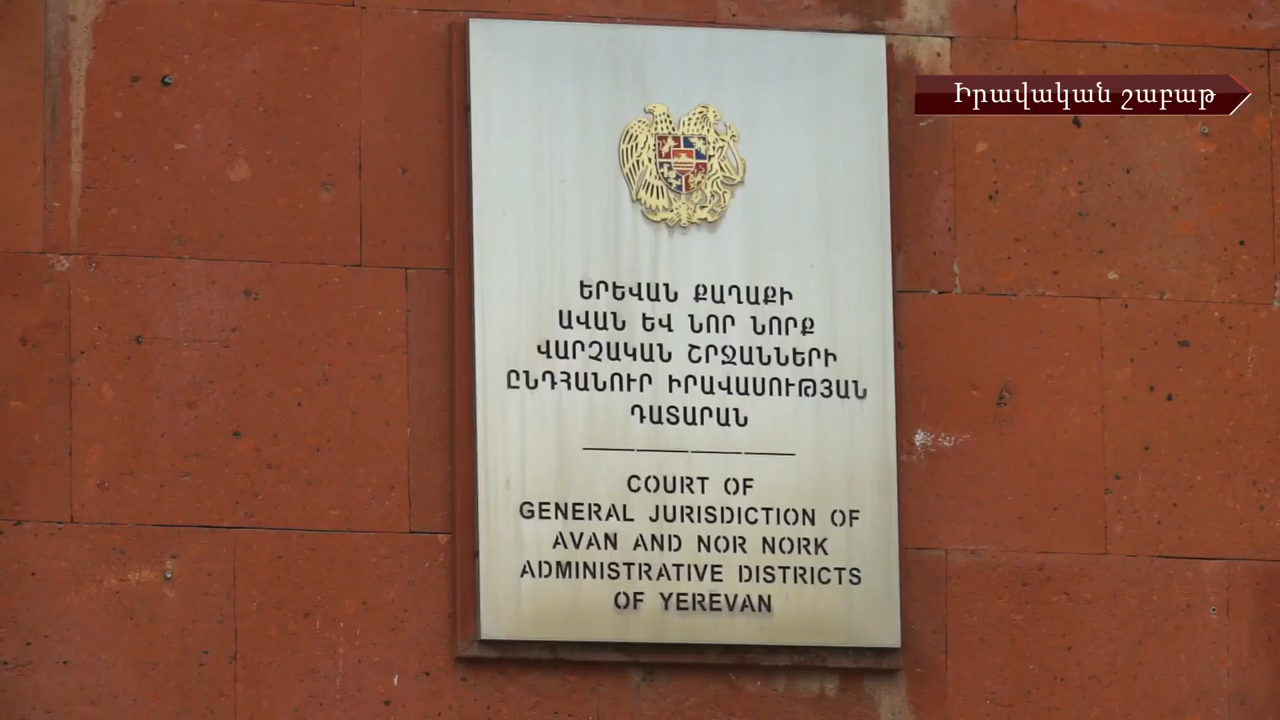 Իրավական շաբաթ
ԵՐԵՎԱՆ ՔԱՂԱՔԻ
ԱՎԱՆ ԵՎ ՆՈՐ ՆՈՐՔ
ՎԱՐՉԱԿԱՆ ՇՐՋԱՆՆԵՐԻ
ԸՆԴՀԱՆՈՒՐ ԻՐԱՎԱՍՈՒԹՅԱՆ
ԴԱՏԱՐԱՆ
COURT OF
GENERAL JURISDICTION OF
AVAN AND NOR NORK
ADMINISTRATIVE DISTRICTS
OF YEREVAN